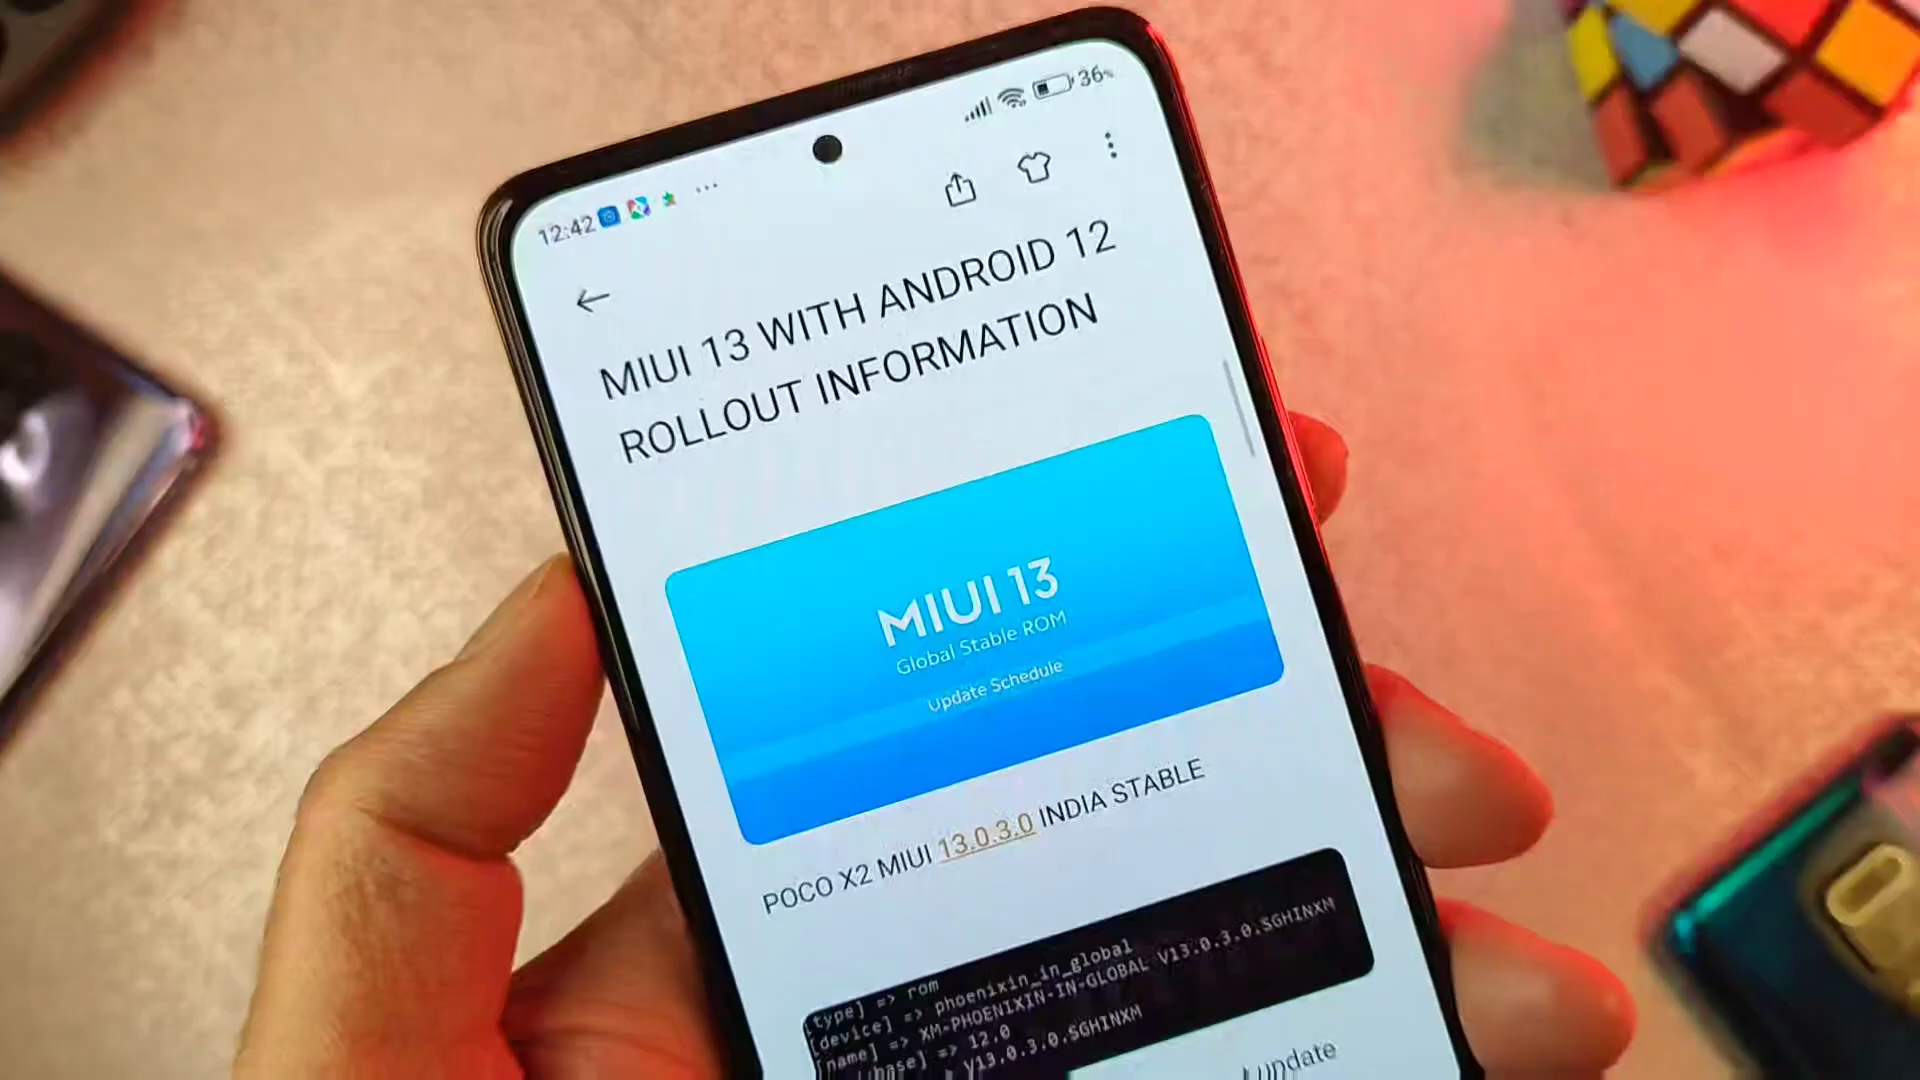 12:42
36%
MIUI 13 WITH ANDROID 12
ROLLOUT INFORMATION
MIUI 13
Global Stable ROM
Update Schedule
POCO X2 MIUI 13.0.3.0 INDIA STABLE
[type] => rom
[device] => phoenixin_in_global
[name] => XM-PHOENIXIN-IN-GLOBAL V13.0.3.0.SGHINXM
base] => 12.0
V13.0.3.0.SGHINXM
update